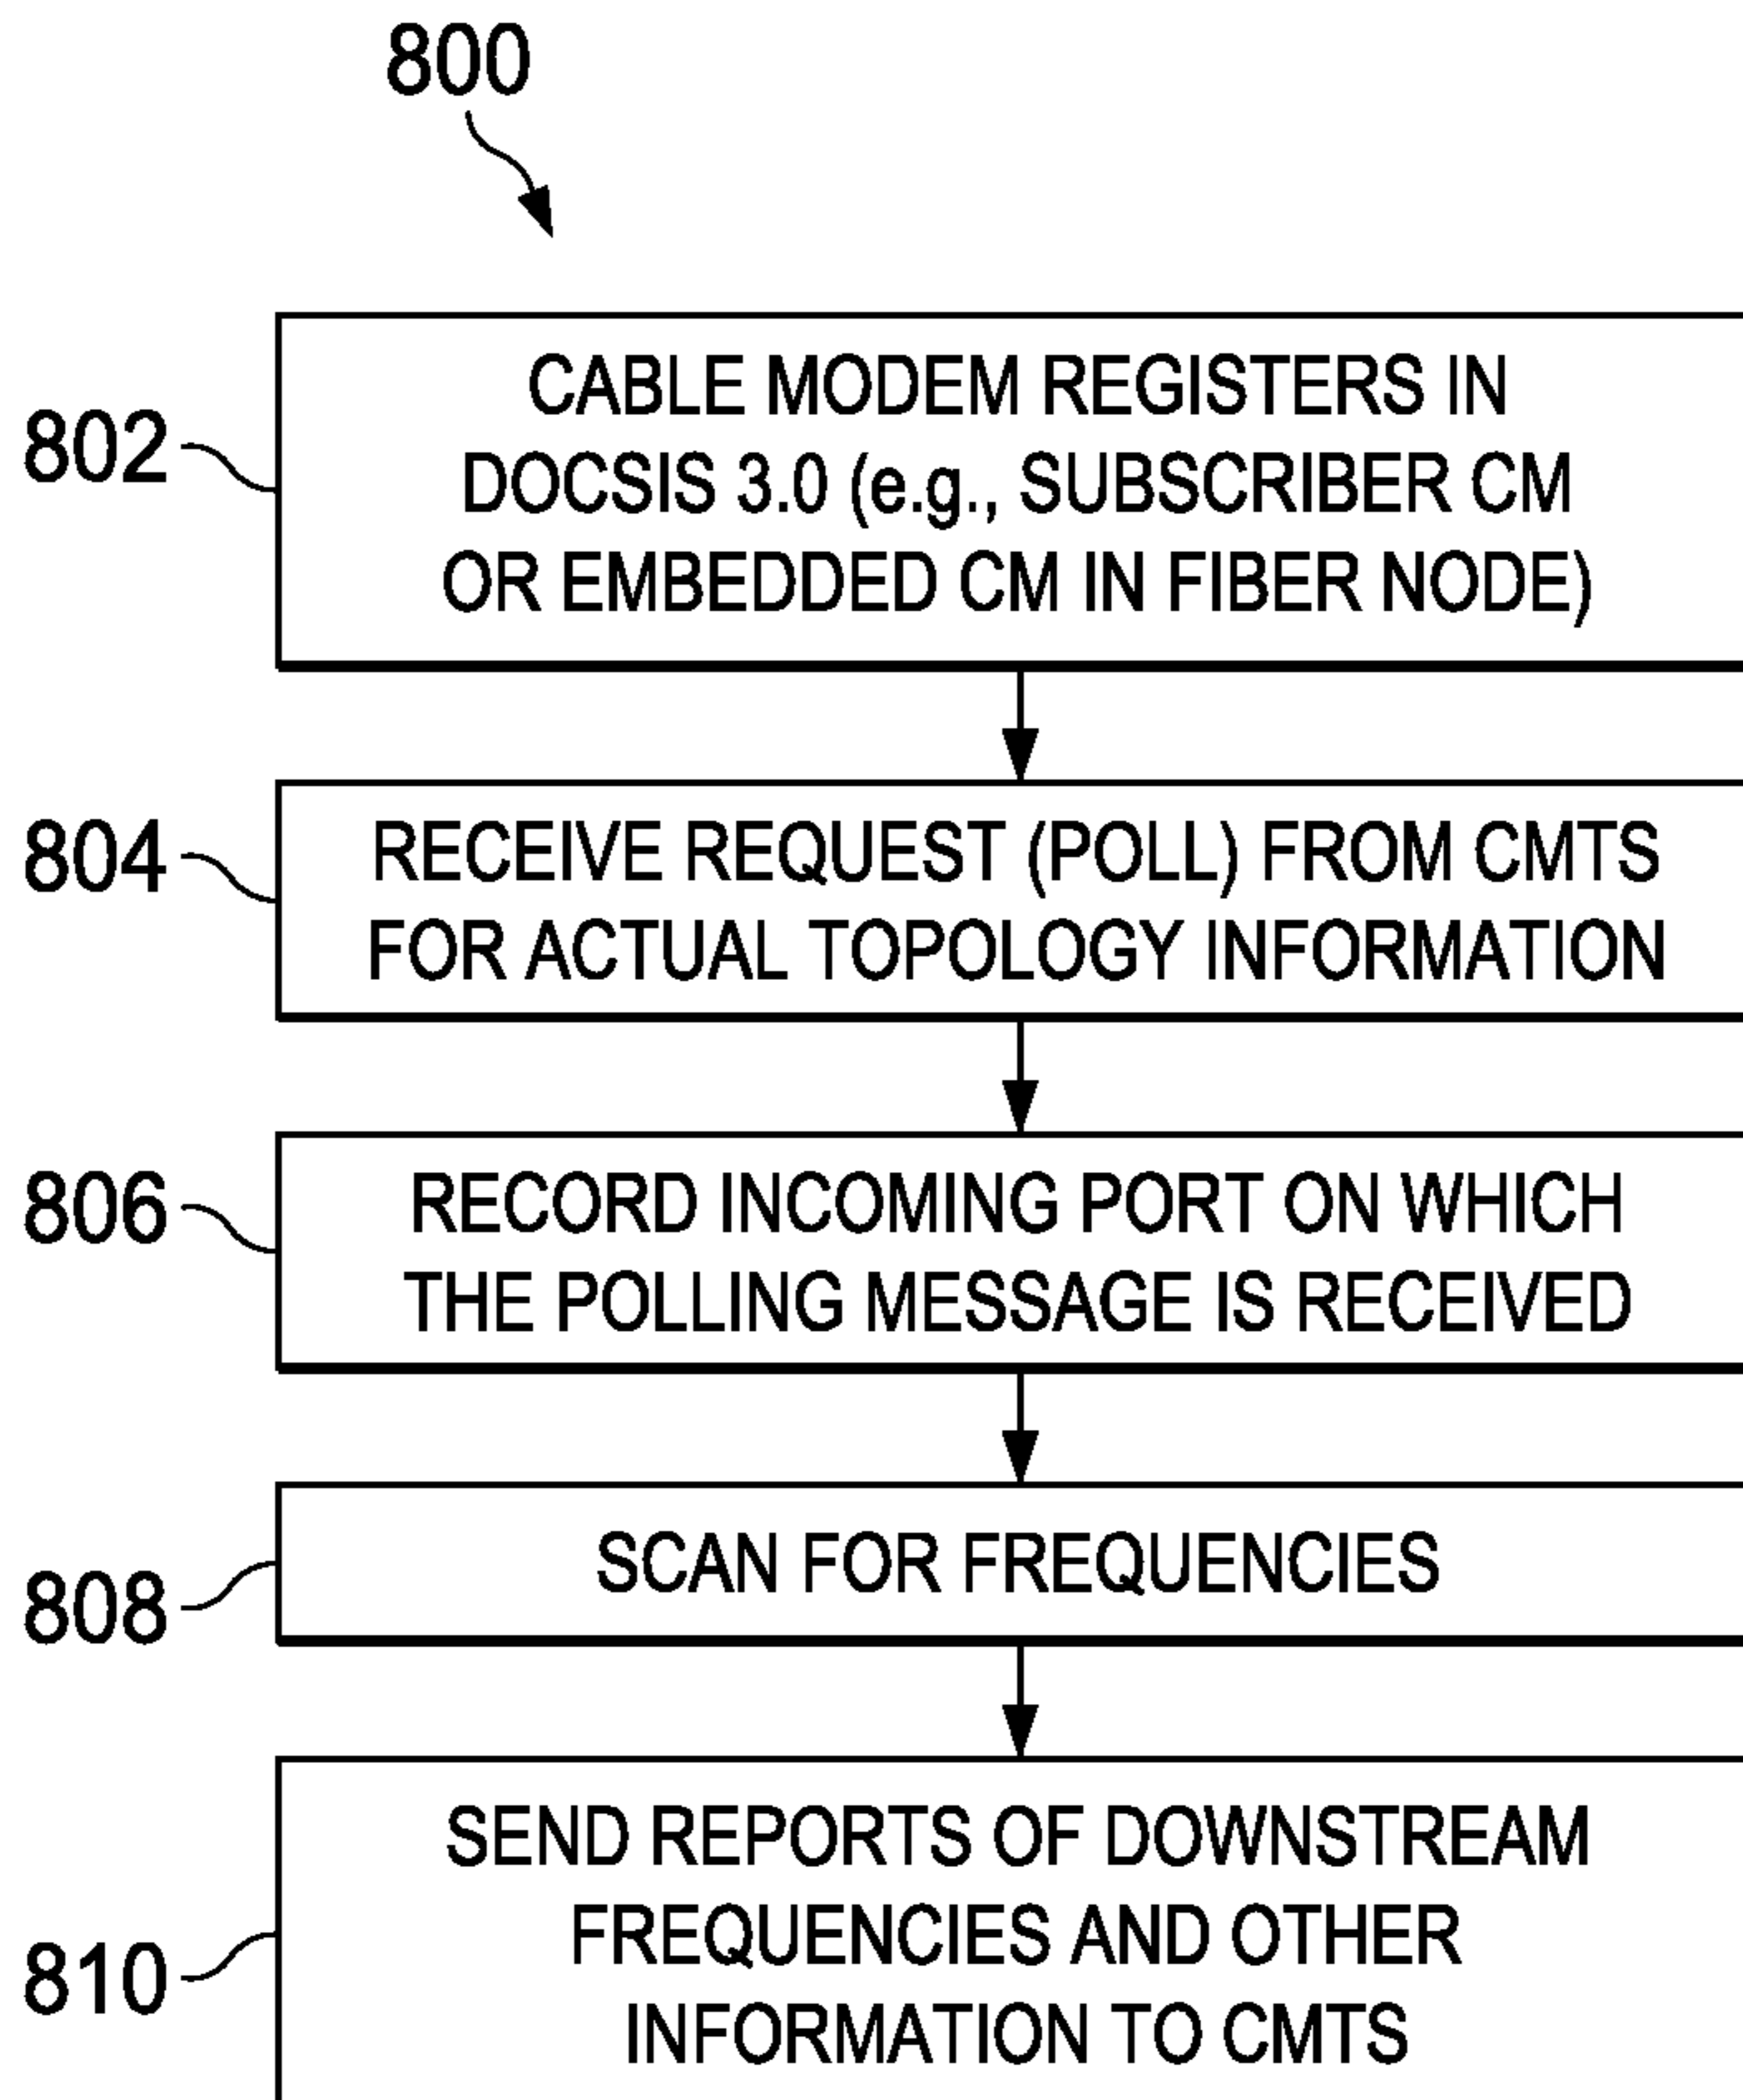 800
802
CABLE MODEM REGISTERS IN
DOCSIS 3.0 (e.g., SUBSCRIBER CM
OR EMBEDDED CM IN FIBER NODE)
804
RECEIVE REQUEST (POLL) FROM CMTS
FOR ACTUAL TOPOLOGY INFORMATION
806
RECORD INCOMING PORT ON WHICH
THE POLLING MESSAGE IS RECEIVED
808
SCAN FOR FREQUENCIES
810
SEND REPORTS OF DOWNSTREAM
FREQUENCIES AND OTHER
INFORMATION TO CMTS